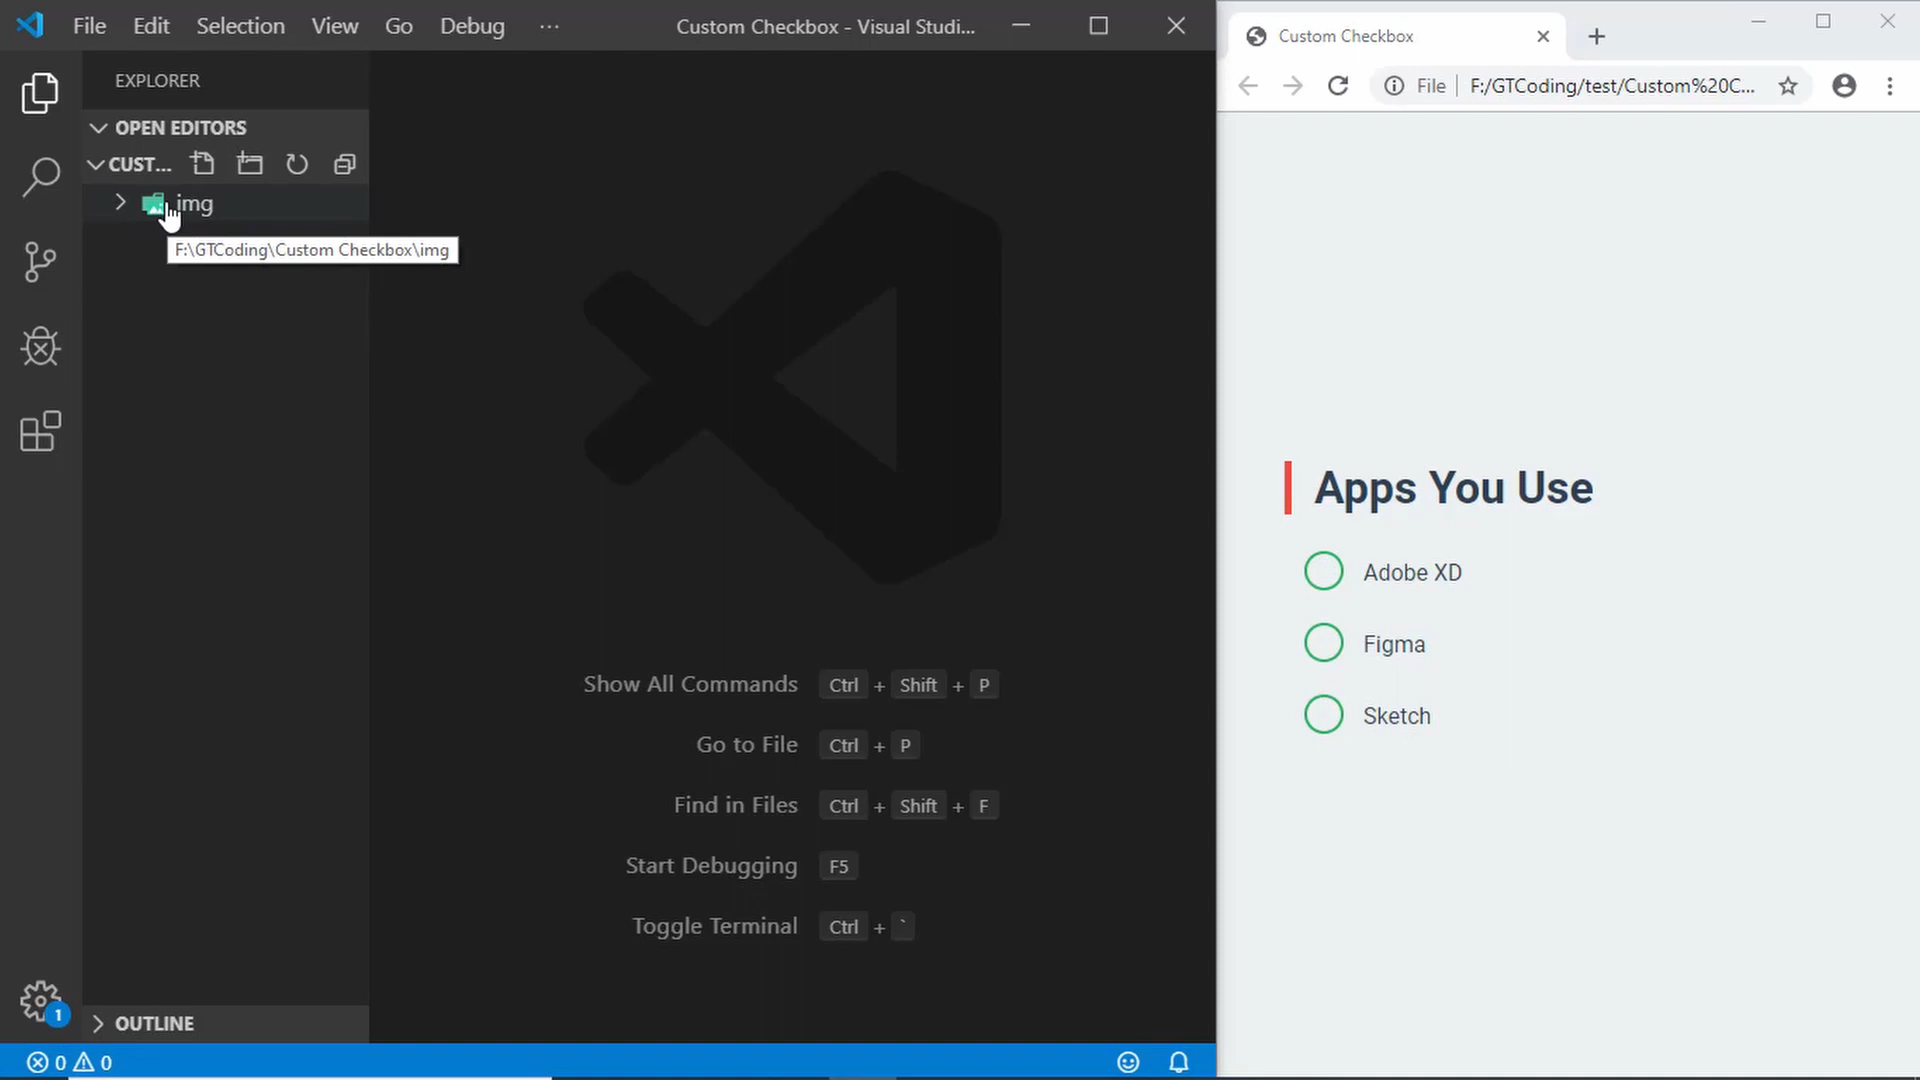 File Edit Selection View Go Debug ··· Custom Checkbox - Visual Studi...
EXPLORER
OPEN EDITORS
CUST...
img
F:\GTCoding\Custom Checkbox\img
Show All Commands Ctrl + Shift + P
Go to File Ctrl + P
Find in Files Ctrl + Shift + F
Start Debugging F5
Toggle Terminal Ctrl + `
1
OUTLINE
0 0
Custom Checkbox
File F:/GTCoding/test/Custom%20C...
Apps You Use
Adobe XD
Figma
Sketch